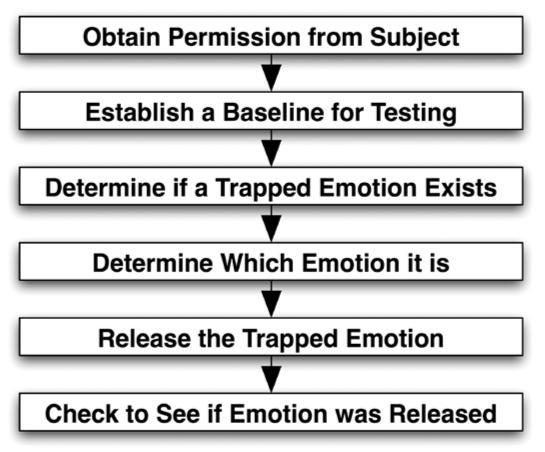 Obtain Permission from Subject
Establish a Baseline for Testing
Determine if a Trapped Emotion Exists
Determine Which Emotion it is
Release the Trapped Emotion
Check to See if Emotion was Released